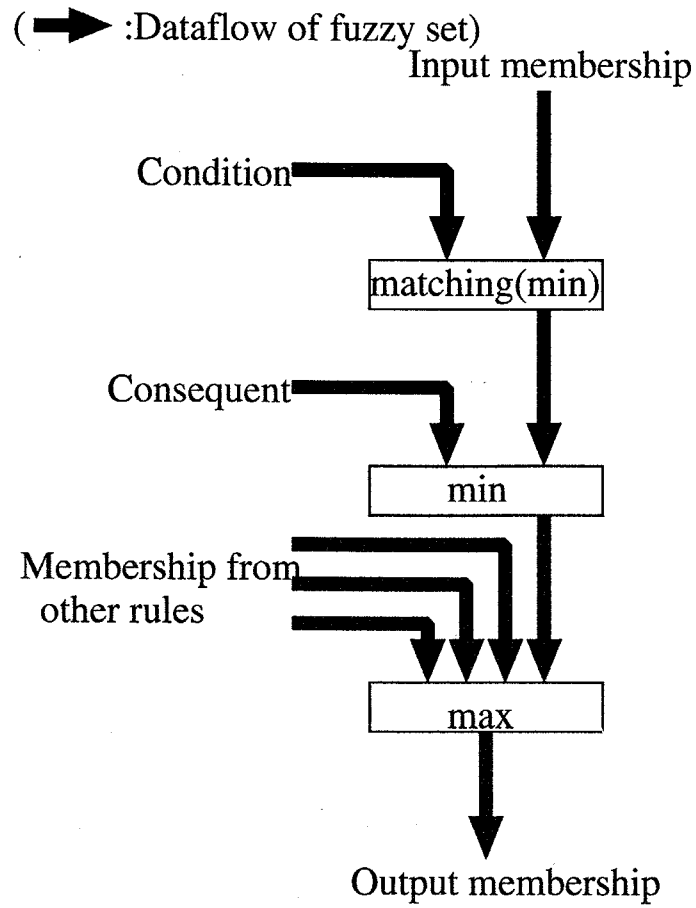 ( :Dataflow of fuzzy set)
Input membership
Condition
matching(min)
Consequent
min
Membership from
other rules
max
Output membership